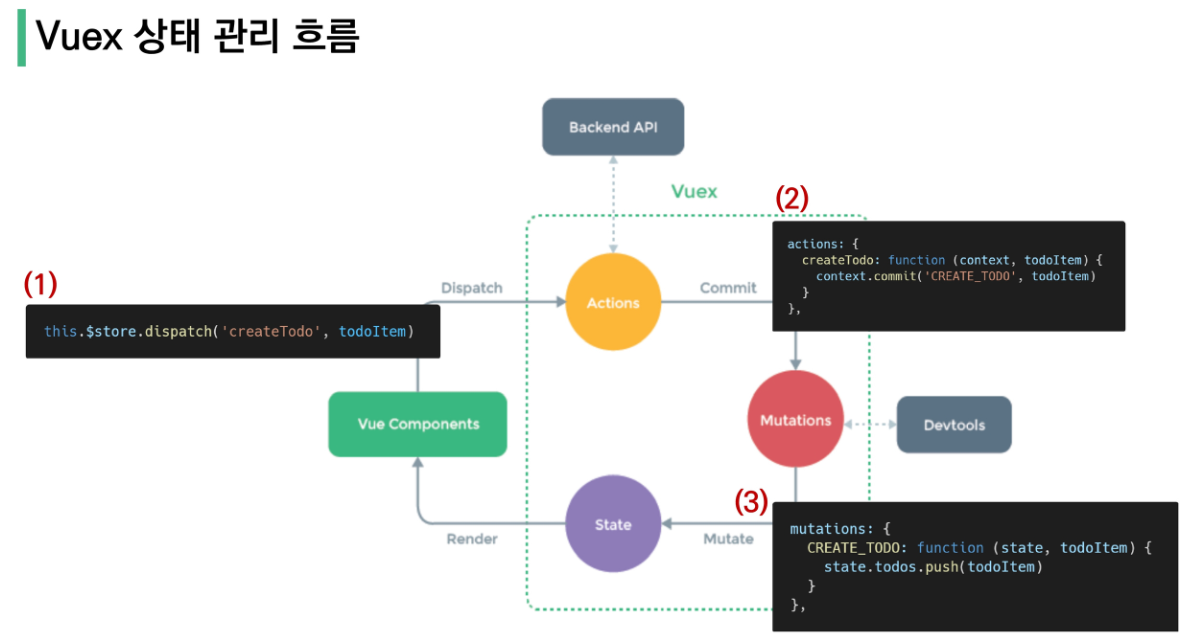 Vuex 상태 관리 흐름
Backend API
Vuex
(2)
actions: {
createTodo: function (context, todoItem) {
context.commit('CREATE_TODO', todoItem)
}
},
(1)
Dispatch
Actions
Commit
this.$store.dispatch('createTodo', todoItem)
Vue Components
Mutations
Devtools
(3)
State
Render
Mutate
mutations: {
CREATE_TODO: function (state, todoItem) {
state.todos.push(todoItem)
}
},